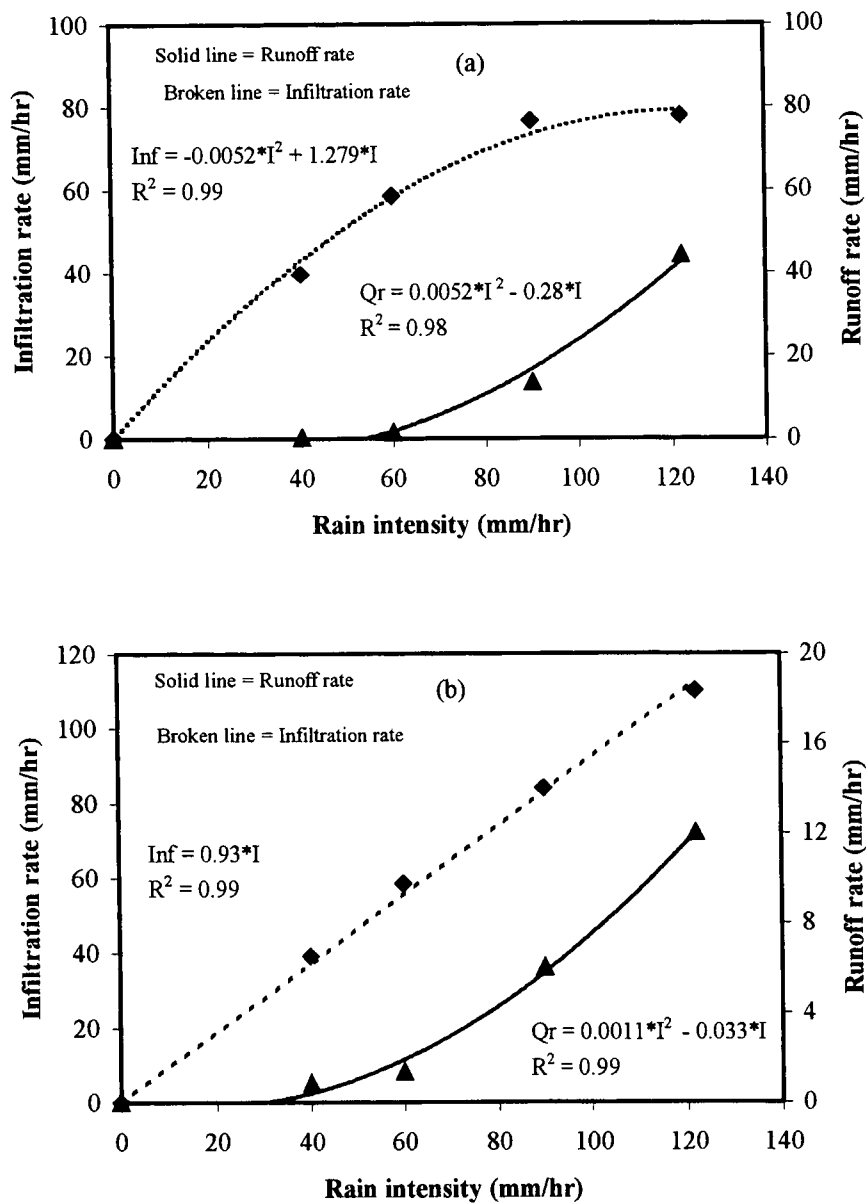 100
80
60
40
20
0
Infiltration rate (mm/hr)
Solid line = Runoff rate
(a)
Broken line = Infiltration rate
Inf = -0.0052*I² + 1.279*I
R² = 0.99
Qr = 0.0052*I² - 0.28*I
R² = 0.98
100
80
60
40
20
0
Runoff rate (mm/hr)
0 20 40 60 80 100 120 140
Rain intensity (mm/hr)
120
100
80
60
40
20
0
Infiltration rate (mm/hr)
Solid line = Runoff rate
(b)
Broken line = Infiltration rate
Inf = 0.93*I
R² = 0.99
Qr = 0.0011*I² - 0.033*I
R² = 0.99
20
16
12
8
4
0
Runoff rate (mm/hr)
0 20 40 60 80 100 120 140
Rain intensity (mm/hr)